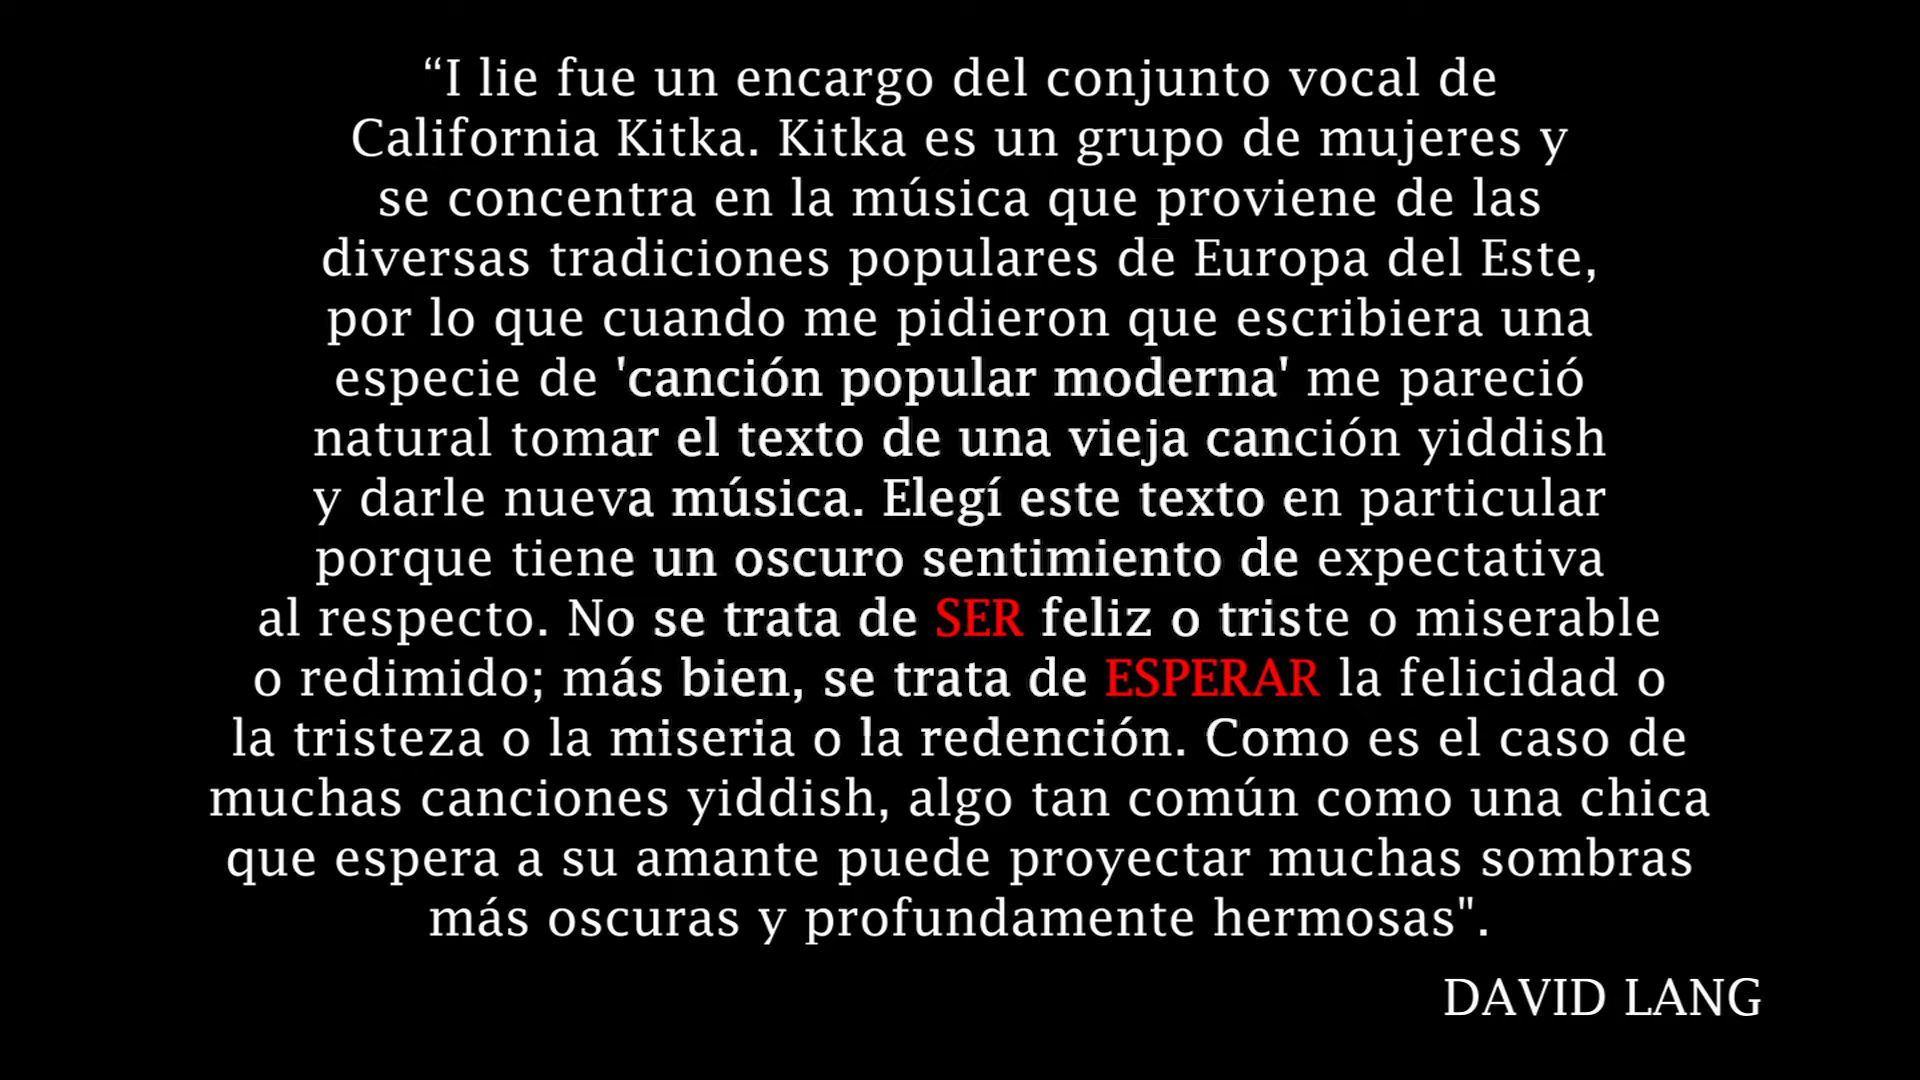 “I lie fue un encargo del conjunto vocal de
California Kitka. Kitka es un grupo de mujeres y
se concentra en la música que proviene de las
diversas tradiciones populares de Europa del Este,
por lo que cuando me pidieron que escribiera una
especie de 'canción popular moderna' me pareció
natural tomar el texto de una vieja canción yiddish
y darle nueva música. Elegí este texto en particular
porque tiene un oscuro sentimiento de expectativa
al respecto. No se trata de SER feliz o triste o miserable
o redimido; más bien, se trata de ESPERAR la felicidad o
la tristeza o la miseria o la redención. Como es el caso de
muchas canciones yiddish, algo tan común como una chica
que espera a su amante puede proyectar muchas sombras
más oscuras y profundamente hermosas".
DAVID LANG